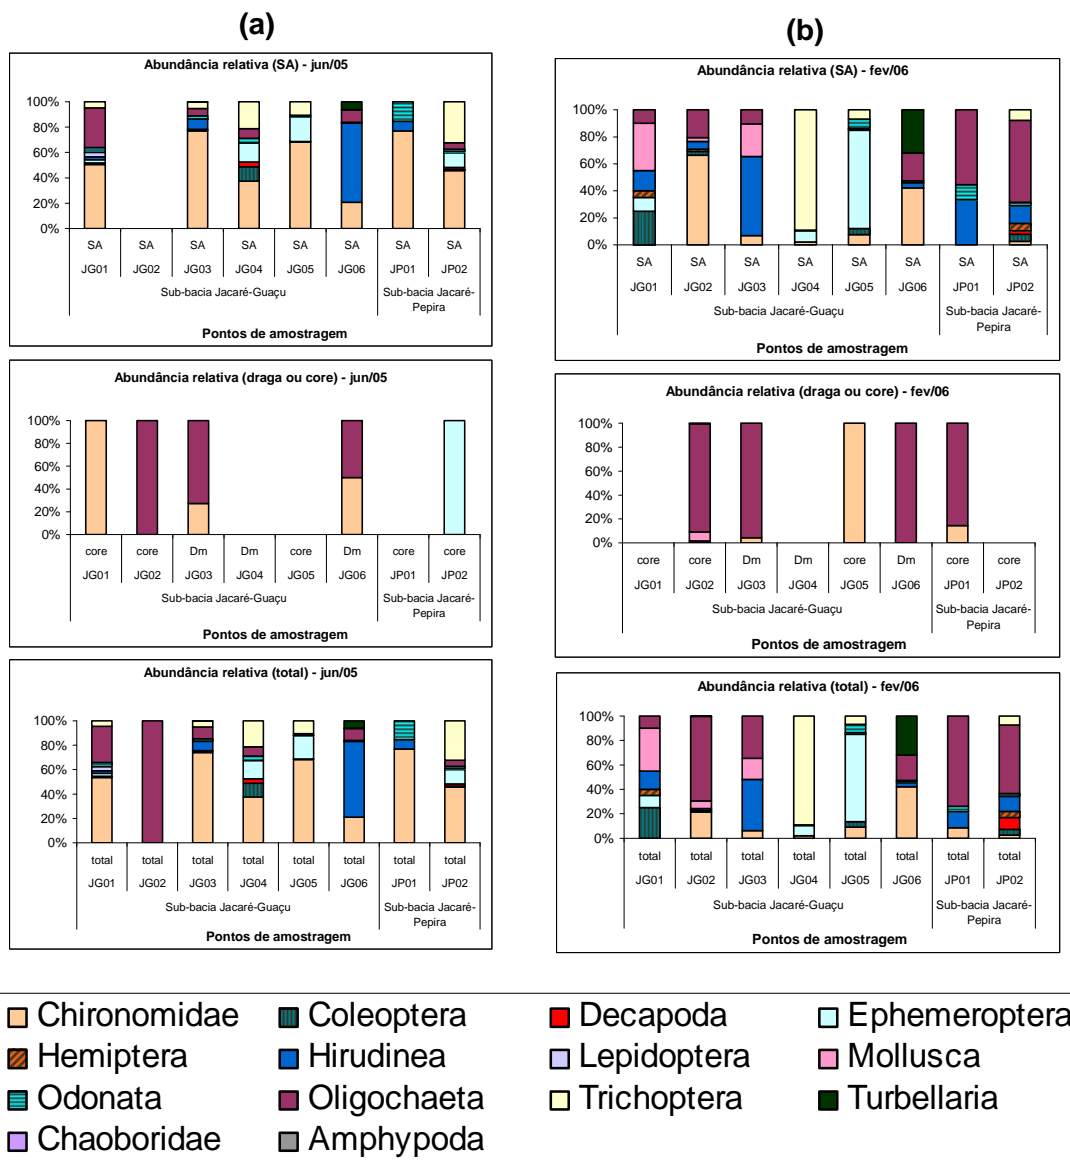 (a)
Abundância relativa (SA) - jun/05
100%
80%
60%
40%
20%
0%
SA SA SA SA SA SA SA SA
JG01 JG02 JG03 JG04 JG05 JG06 JP01 JP02
Sub-bacia Jacaré-Guaçu Sub-bacia Jacaré-
Pepira
Pontos de amostragem
Abundância relativa (draga ou core) - jun/05
100%
80%
60%
40%
20%
0%
core core Dm Dm core Dm core core
JG01 JG02 JG03 JG04 JG05 JG06 JP01 JP02
Sub-bacia Jacaré-Guaçu Sub-bacia Jacaré-
Pepira
Pontos de amostragem
Abundância relativa (total) - jun/05
100%
80%
60%
40%
20%
0%
total total total total total total total total
JG01 JG02 JG03 JG04 JG05 JG06 JP01 JP02
Sub-bacia Jacaré-Guaçu Sub-bacia Jacaré-
Pepira
Pontos de amostragem
(b)
Abundância relativa (SA) - fev/06
100%
80%
60%
40%
20%
0%
SA SA SA SA SA SA SA SA
JG01 JG02 JG03 JG04 JG05 JG06 JP01 JP02
Sub-bacia Jacaré-Guaçu Sub-bacia Jacaré-
Pepira
Pontos de amostragem
Abundância relativa (draga ou core) - fev/06
100%
80%
60%
40%
20%
0%
core core Dm Dm core Dm core core
JG01 JG02 JG03 JG04 JG05 JG06 JP01 JP02
Sub-bacia Jacaré-Guaçu Sub-bacia Jacaré-
Pepira
Pontos de amostragem
Abundância relativa (total) - fev/06
100%
80%
60%
40%
20%
0%
total total total total total total total total
JG01 JG02 JG03 JG04 JG05 JG06 JP01 JP02
Sub-bacia Jacaré-Guaçu Sub-bacia Jacaré-
Pepira
Pontos de amostragem
Chironomidae Coleoptera Decapoda Ephemeroptera
Hemiptera Hirudinea Lepidoptera Mollusca
Odonata Oligochaeta Trichoptera Turbellaria
Chaoboridae Amphypoda